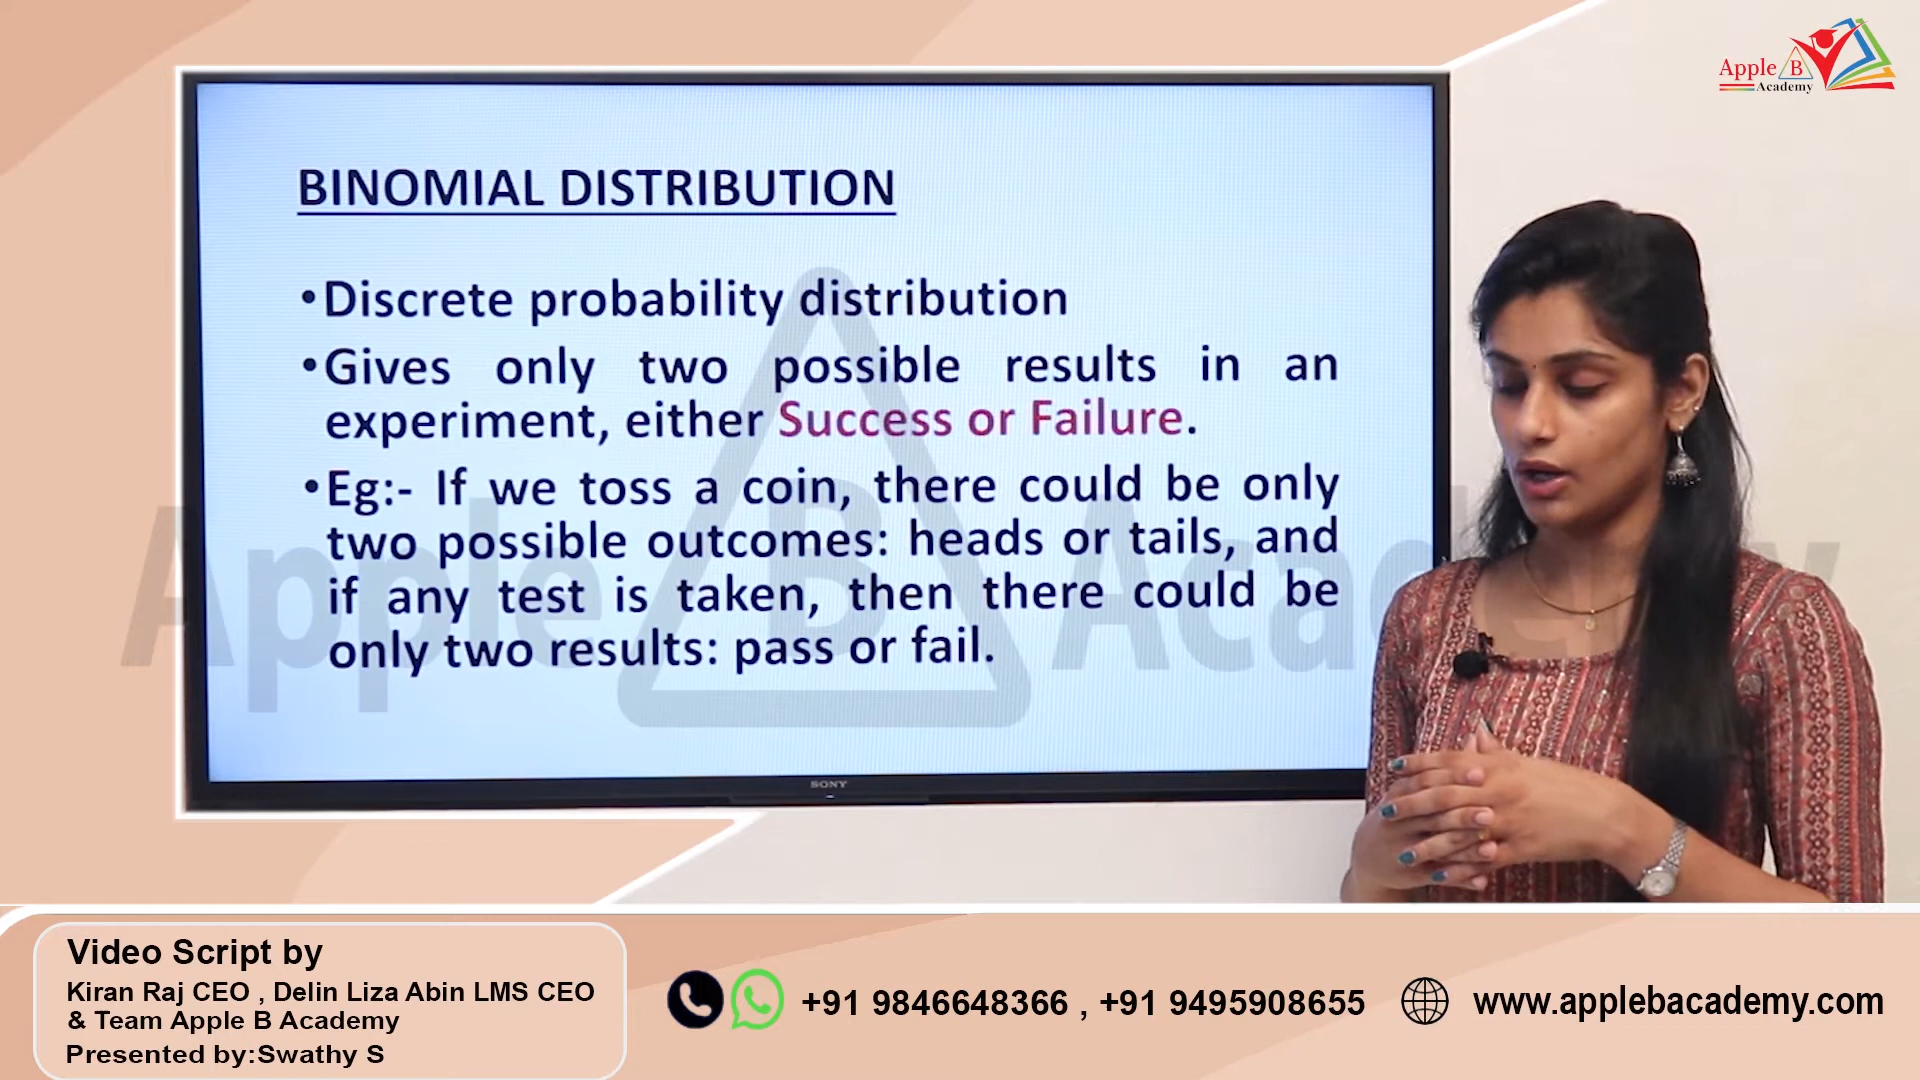 Apple B
Academy
BINOMIAL DISTRIBUTION
•Discrete probability distribution
•Gives only two possible results in an
experiment, either Success or Failure.
•Eg:- If we toss a coin, there could be only
two possible outcomes: heads or tails, and
if any test is taken, then there could be
only two results: pass or fail.
Apple B Academy
SONY
Video Script by
Kiran Raj CEO , Delin Liza Abin LMS CEO
& Team Apple B Academy
Presented by:Swathy S
+91 9846648366 , +91 9495908655
www.applebacademy.com